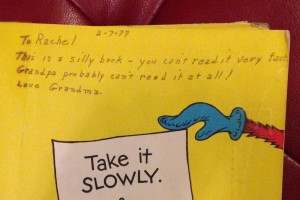 2-7-77
To Rachel
This is a silly book - you can't read it very fast
Grandpa probably can't read it at all!
Love Grandma.
Take it
SLOWLY.